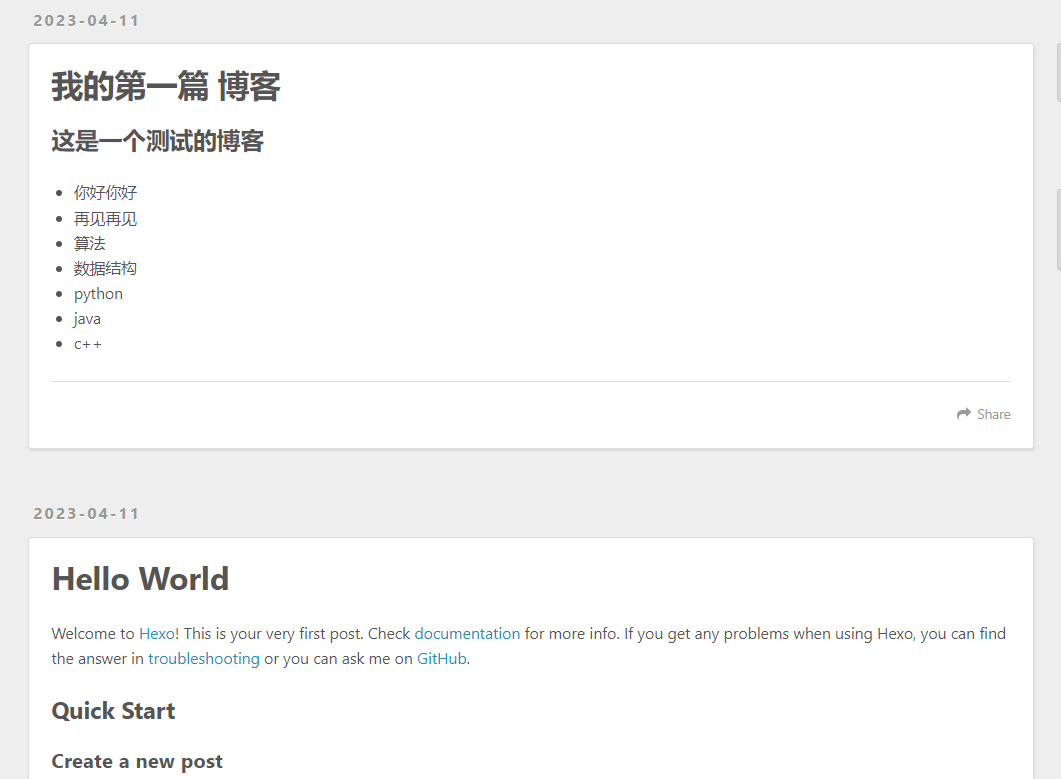 2023-04-11
我的第一篇 博客
这是一个测试的博客
你好你好
再见再见
算法
数据结构
python
java
c++
Share
2023-04-11
Hello World
Welcome to Hexo! This is your very first post. Check documentation for more info. If you get any problems when using Hexo, you can find
the answer in troubleshooting or you can ask me on GitHub.
Quick Start
Create a new post